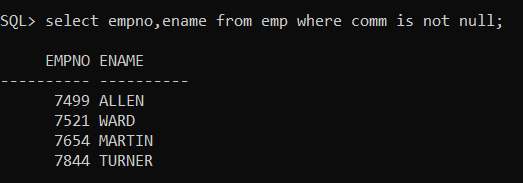 SQL> select empno,ename from emp where comm is not null;
EMPNO ENAME
---------- ----------
7499 ALLEN
7521 WARD
7654 MARTIN
7844 TURNER